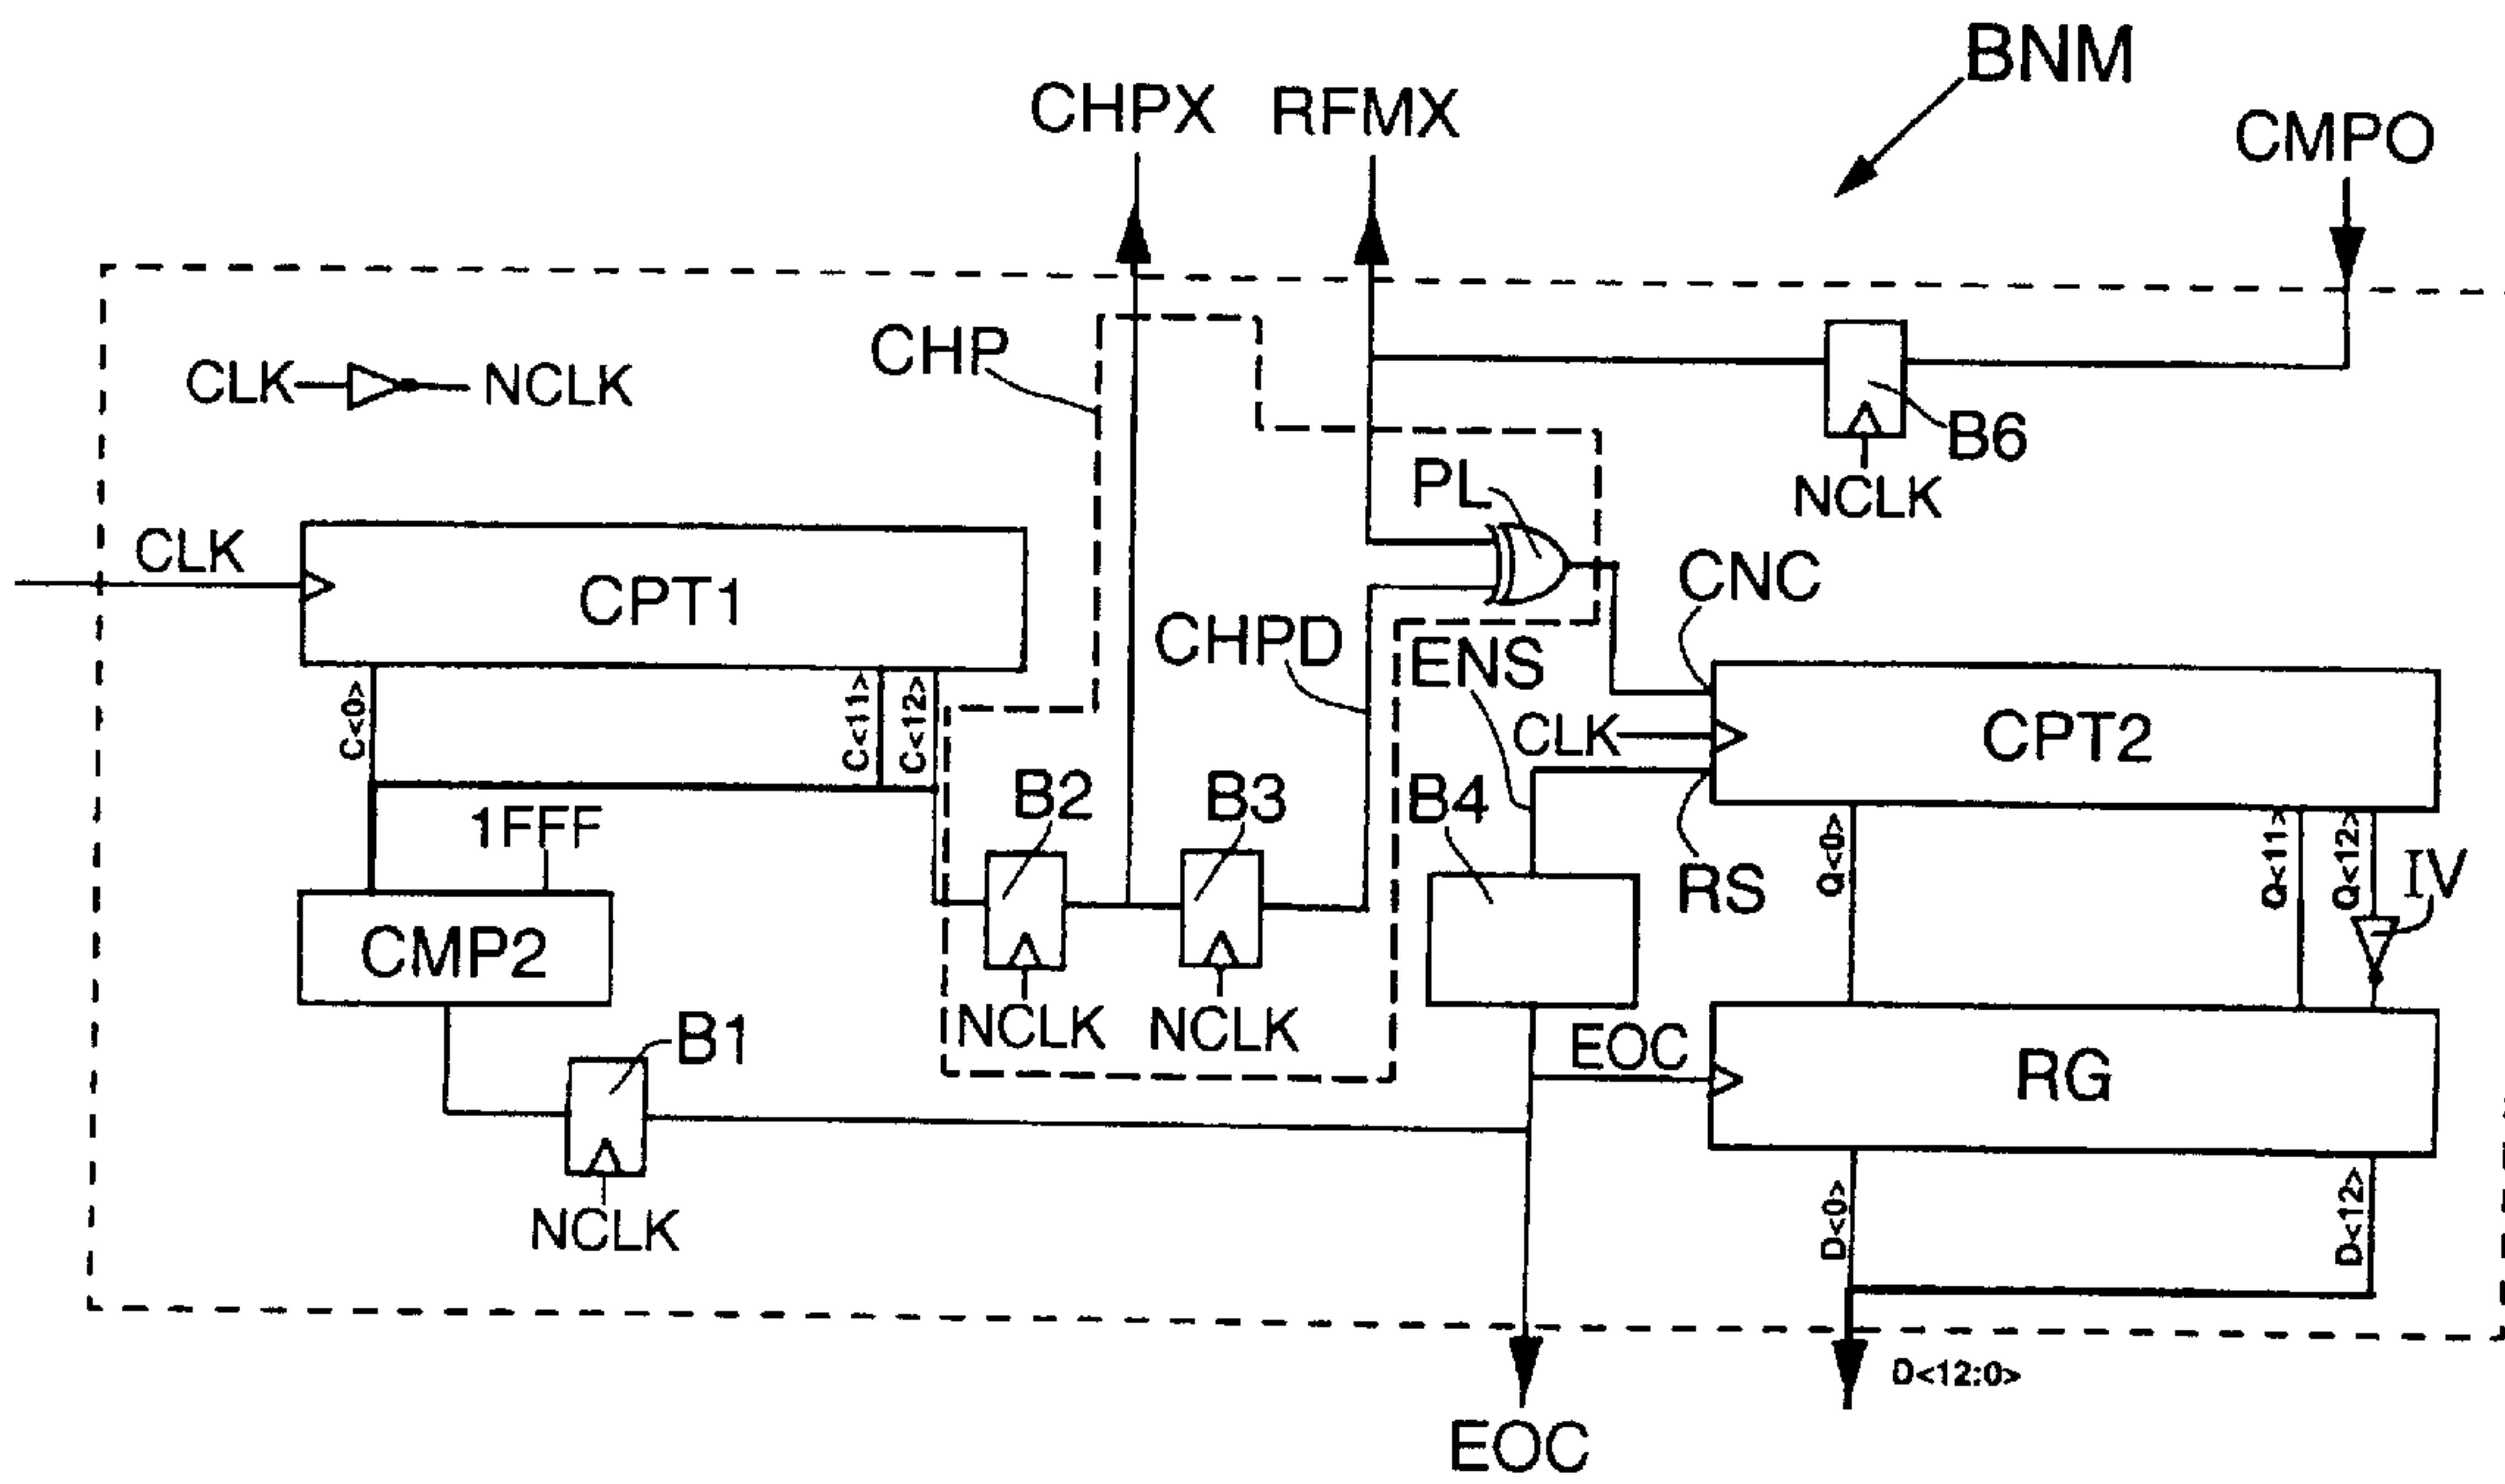 BNM
CHPX
RFMX
CMPO
CHP
CLK
NCLK
B6
NCLK
PL
CLK
CPT1
CNC
CHPD
ENS
C<0>
C<11>
C<12>
CLK
CPT2
B2
B3
B4
1FFF
Q<0>
Q<11>
Q<12>
IV
RS
CMP2
NCLK
NCLK
B1
EOC
RG
NCLK
D<0>
D<12>
D<12:0>
EOC